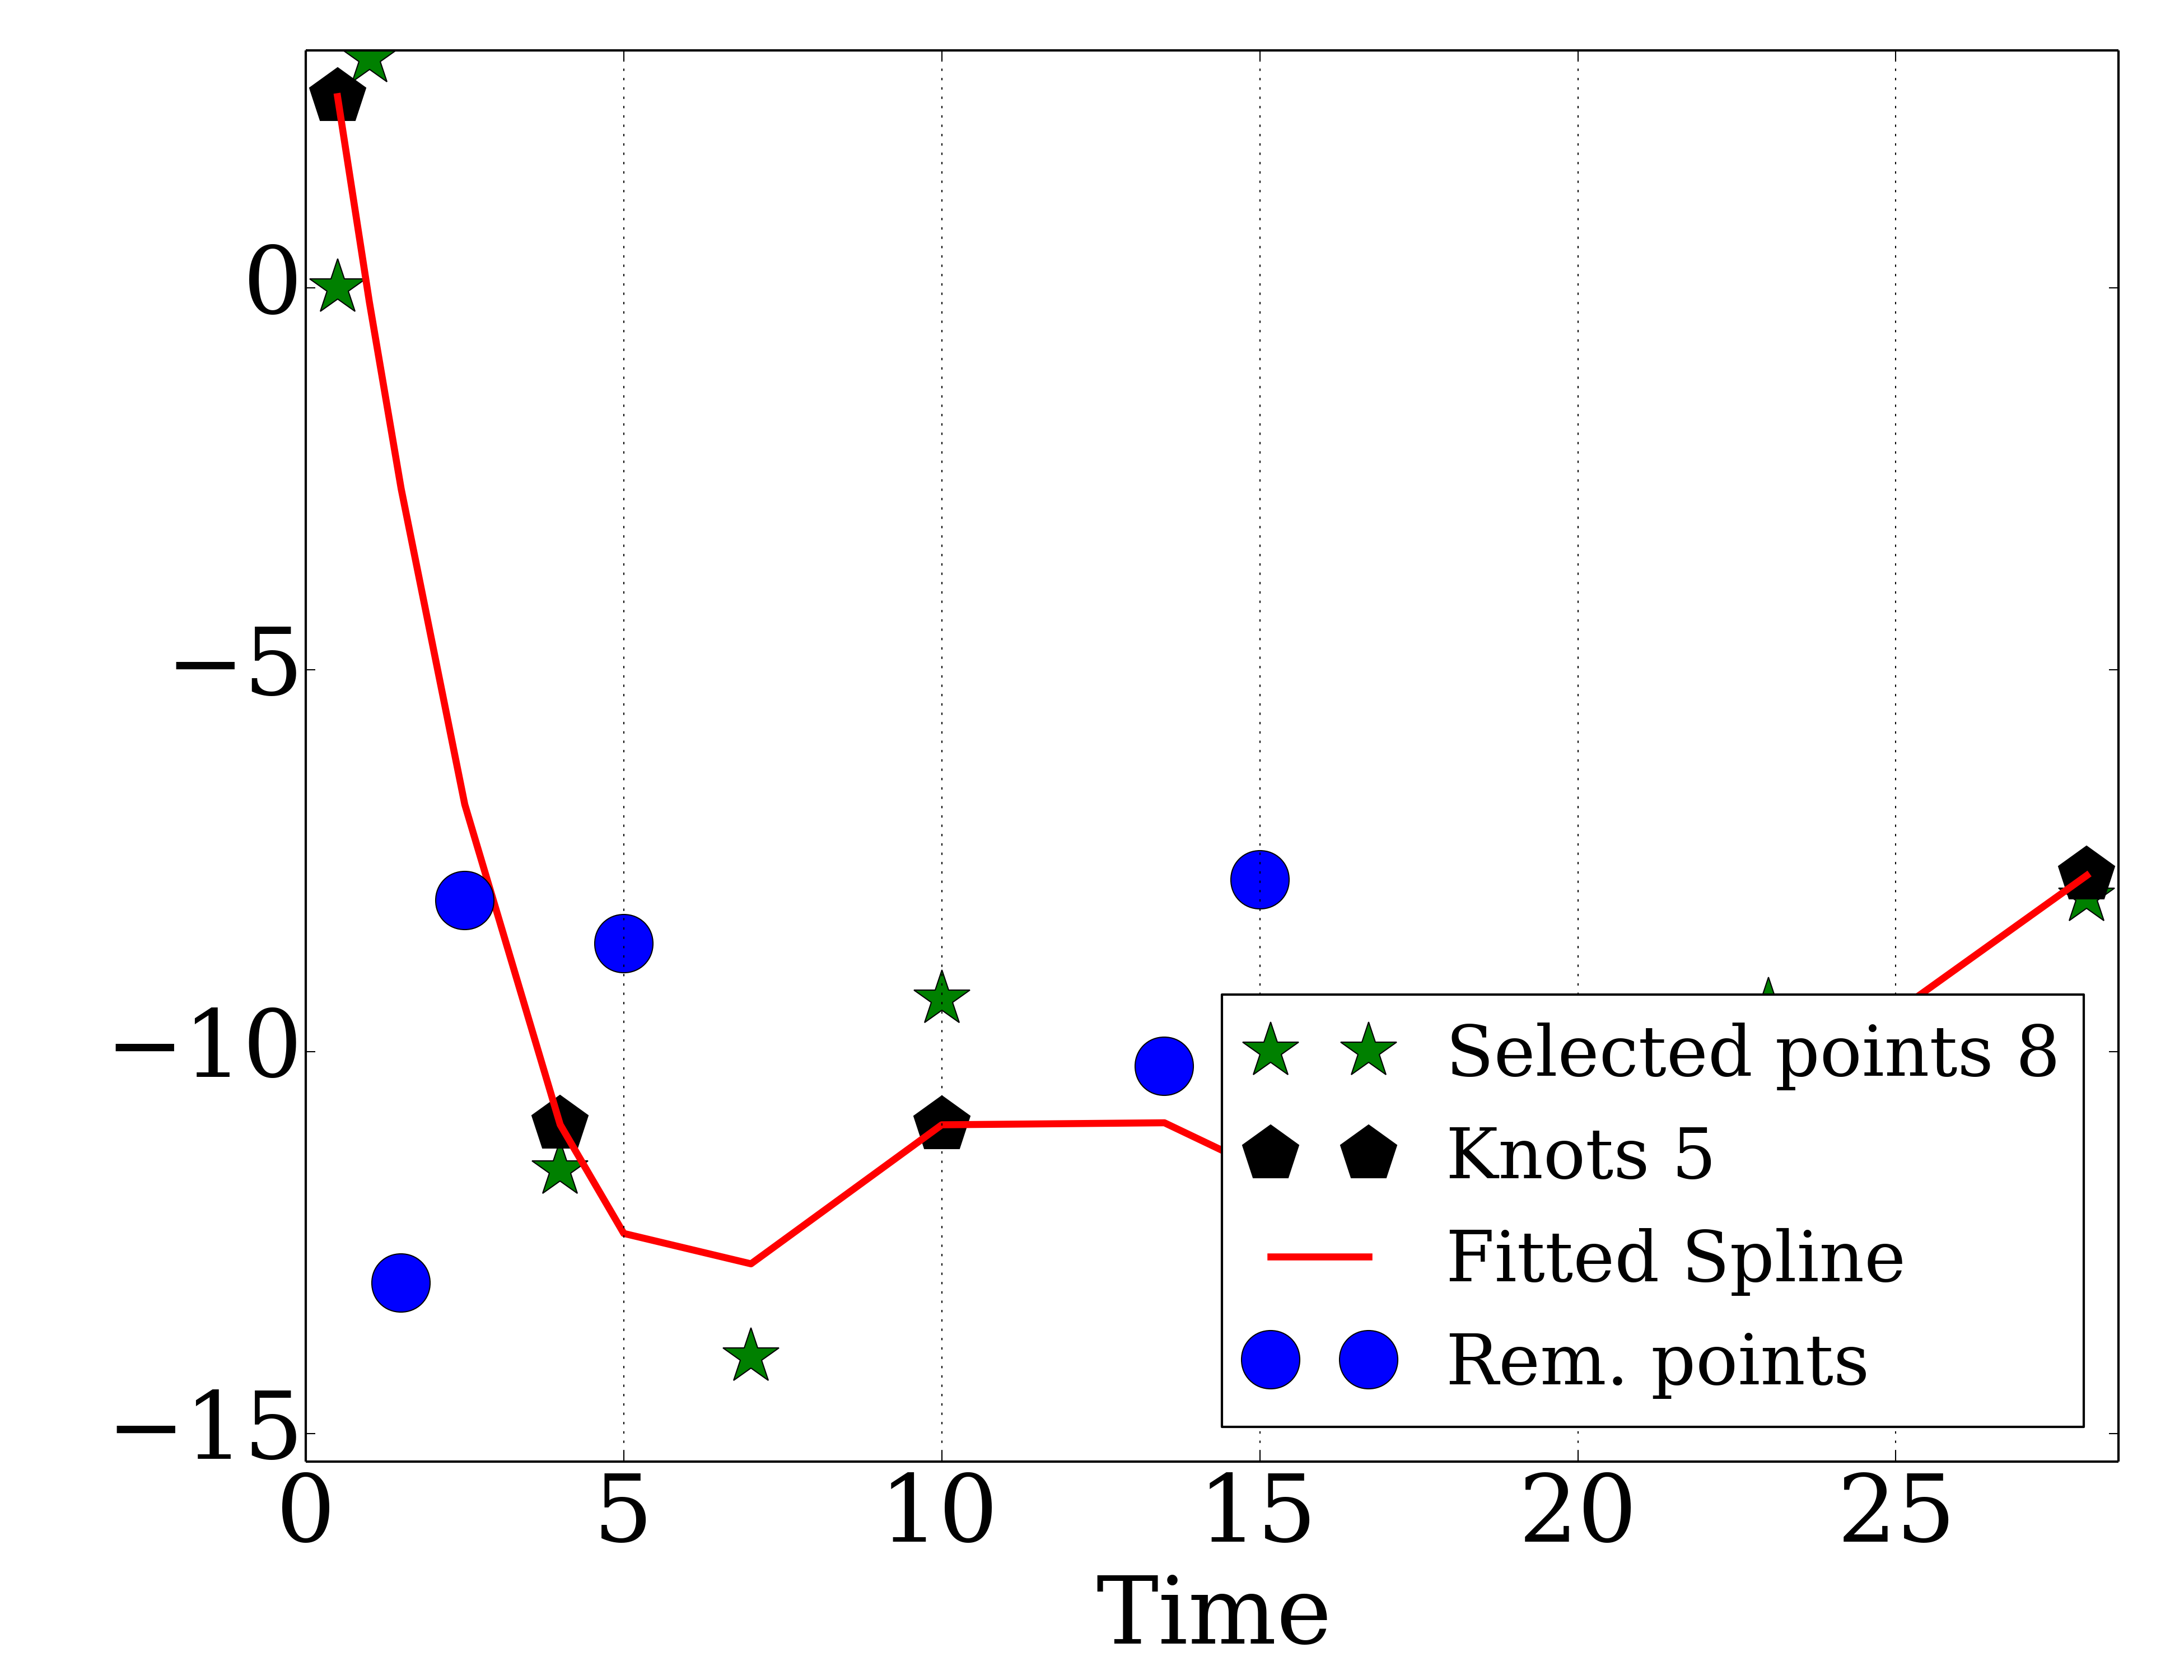 0
−5
−10
−15
0 5 10 15 20 25
Time
Selected points 8
Knots 5
Fitted Spline
Rem. points